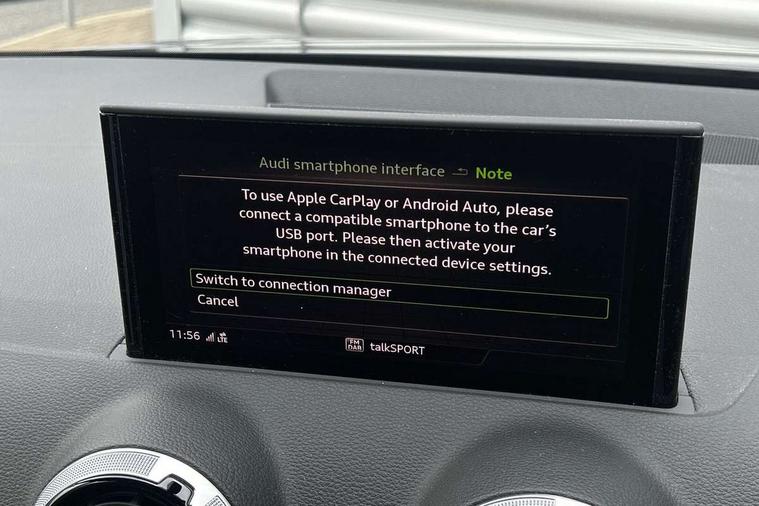 Audi smartphone interface Note
To use Apple CarPlay or Android Auto, please
connect a compatible smartphone to the car's
USB port. Please then activate your
smartphone in the connected device settings.
Switch to connection manager
Cancel
11:56 LTE FM DAB talkSPORT